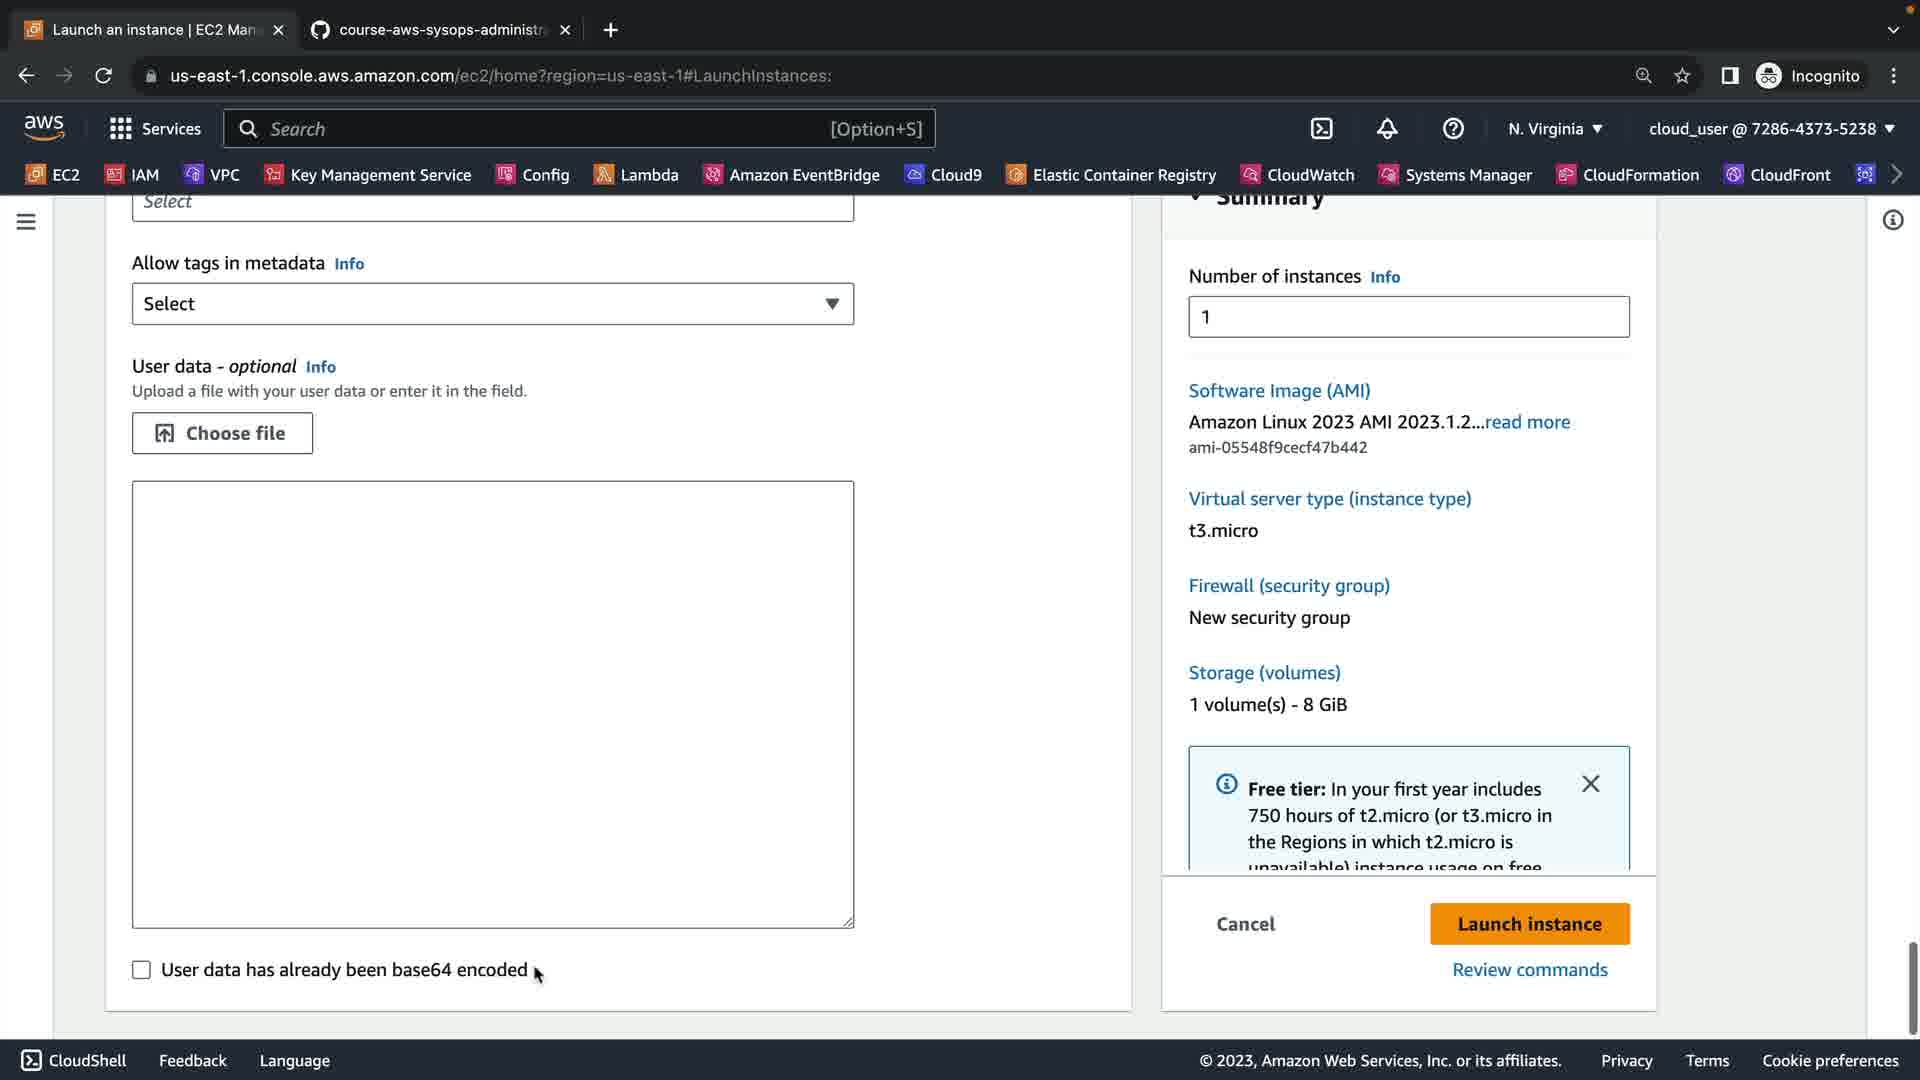 Launch an instance | EC2 Man
course-aws-sysops-administr
us-east-1.console.aws.amazon.com/ec2/home?region=us-east-1#LaunchInstances:
Incognito
aws
Services
Search
[Option+S]
N. Virginia
cloud_user @ 7286-4373-5238
EC2
IAM
VPC
Key Management Service
Config
Lambda
Amazon EventBridge
Cloud9
Elastic Container Registry
CloudWatch
Systems Manager
CloudFormation
CloudFront
Select
Allow tags in metadata Info
Select
User data - optional Info
Upload a file with your user data or enter it in the field.
Choose file
User data has already been base64 encoded
Summary
Number of instances Info
1
Software Image (AMI)
Amazon Linux 2023 AMI 2023.1.2...read more
ami-05548f9cecf47b442
Virtual server type (instance type)
t3.micro
Firewall (security group)
New security group
Storage (volumes)
1 volume(s) - 8 GiB
Free tier: In your first year includes
750 hours of t2.micro (or t3.micro in
the Regions in which t2.micro is
unavailable) instance usage on free
Cancel
Launch instance
Review commands
CloudShell
Feedback
Language
© 2023, Amazon Web Services, Inc. or its affiliates.
Privacy
Terms
Cookie preferences